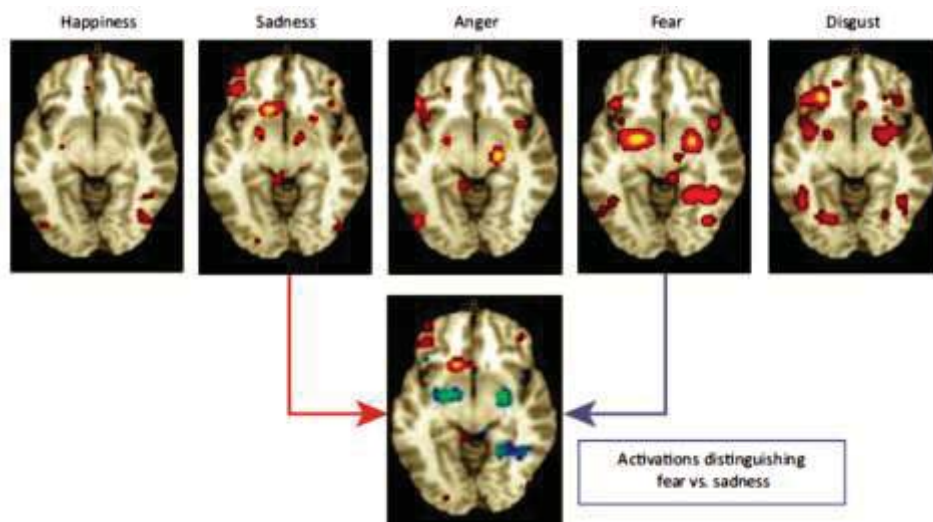 Happiness
Sadness
Anger
Fear
Disgust
Activations distinguishing
fear vs. sadness